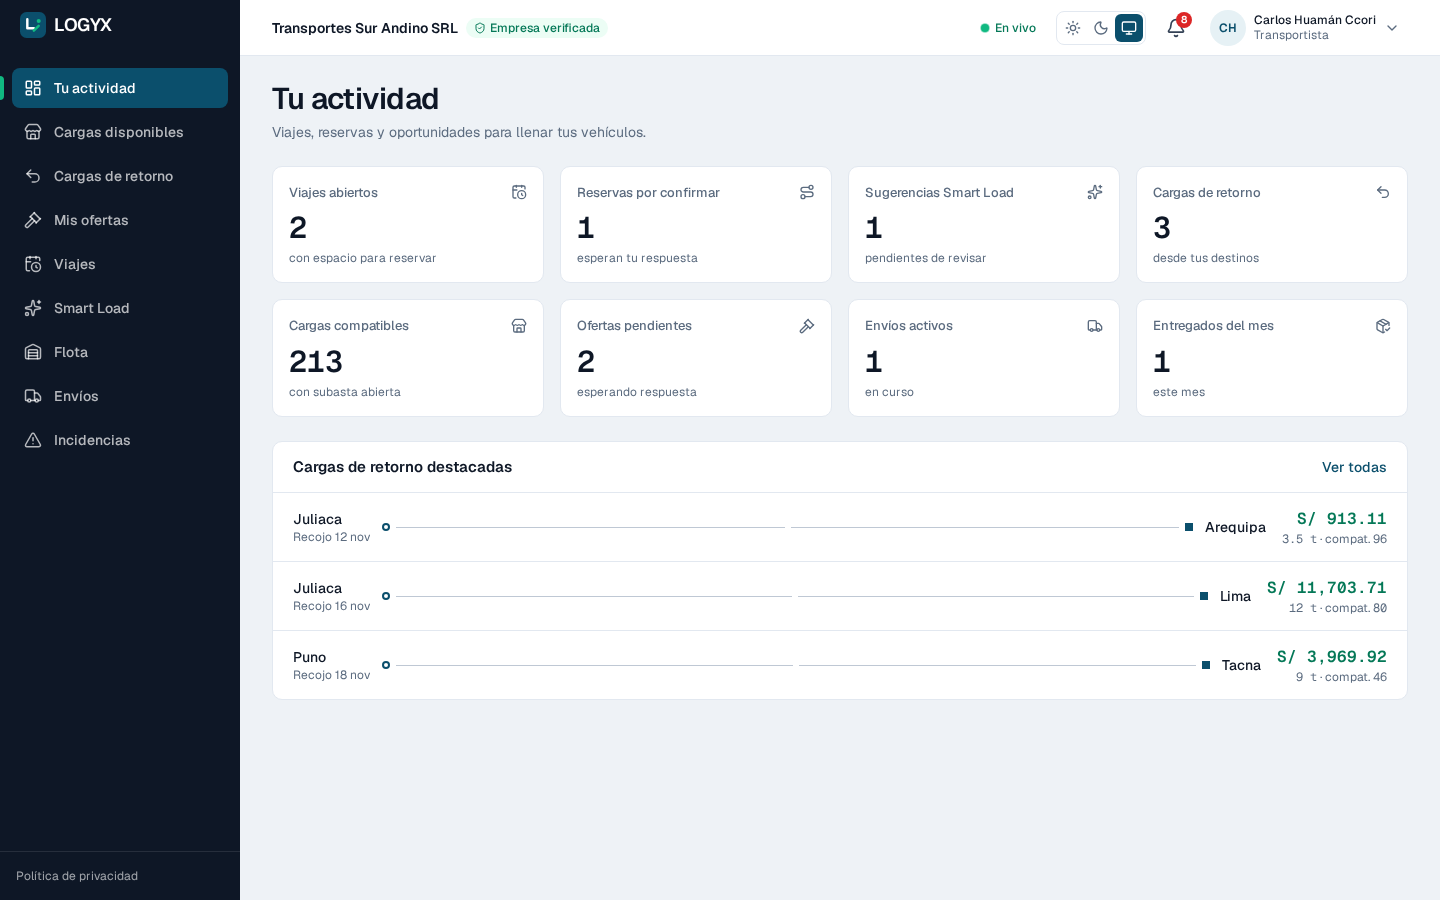 LOGYX
Tu actividad
Cargas disponibles
Cargas de retorno
Mis ofertas
Viajes
Smart Load
Flota
Envíos
Incidencias
Política de privacidad
Transportes Sur Andino SRL
Empresa verificada
En vivo
8
CH
Carlos Huamán Ccori
Transportista
Tu actividad
Viajes, reservas y oportunidades para llenar tus vehículos.
Viajes abiertos
2
con espacio para reservar
Reservas por confirmar
1
esperan tu respuesta
Sugerencias Smart Load
1
pendientes de revisar
Cargas de retorno
3
desde tus destinos
Cargas compatibles
213
con subasta abierta
Ofertas pendientes
2
esperando respuesta
Envíos activos
1
en curso
Entregados del mes
1
este mes
Cargas de retorno destacadas
Ver todas
Juliaca
Recojo 12 nov
Arequipa
S/ 913.11
3.5 t · compat. 96
Juliaca
Recojo 16 nov
Lima
S/ 11,703.71
12 t · compat. 80
Puno
Recojo 18 nov
Tacna
S/ 3,969.92
9 t · compat. 46